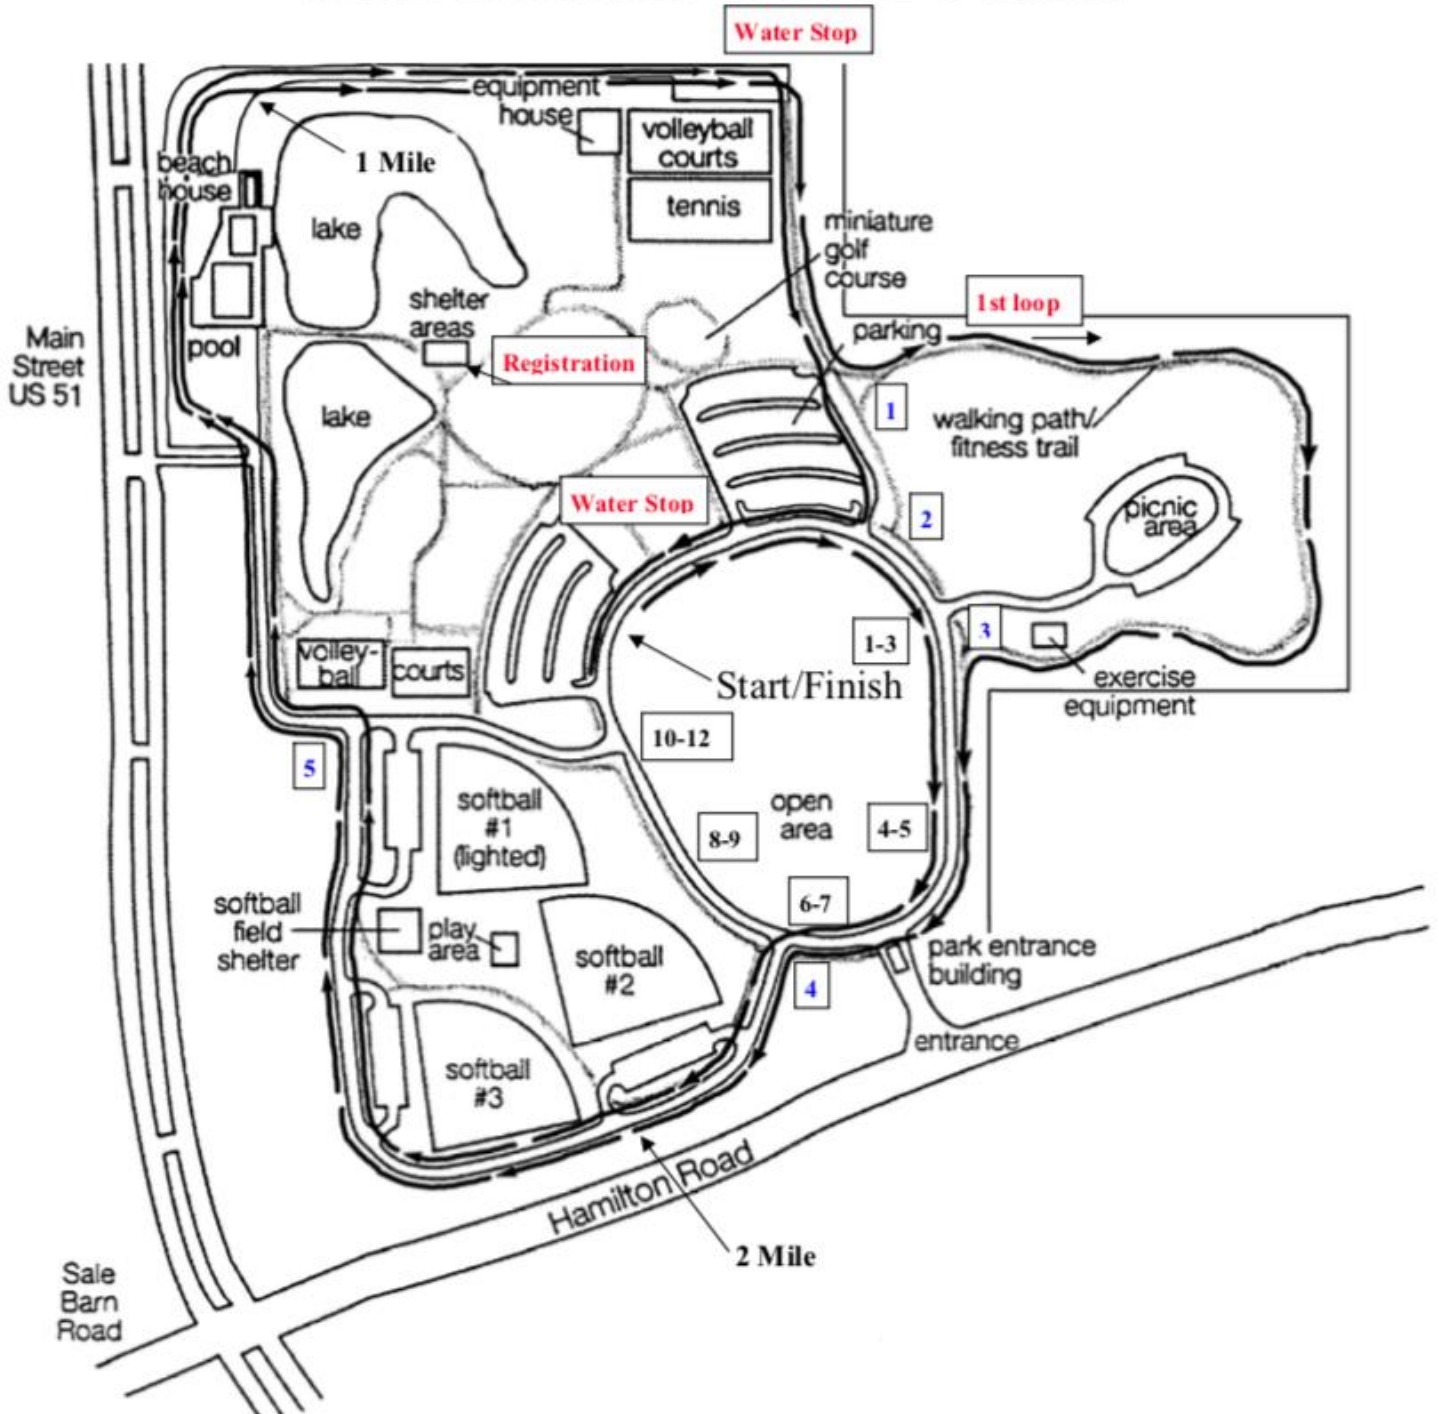 Water Stop
equipment
house
volleyball
courts
1 Mile
beach
house
tennis
lake
miniature
golf
course
shelter
areas
1st loop
parking
Registration
pool
Main
Street
US 51
lake
1
walking path/
fitness trail
Water Stop
2
picnic
area
3
1-3
volley-
ball
courts
Start/Finish
exercise
equipment
10-12
5
softball
#1
(lighted)
open
area
4-5
8-9
6-7
softball
field
shelter
play
area
softball
#2
park entrance
building
4
entrance
softball
#3
Hamilton Road
2 Mile
Sale
Barn
Road